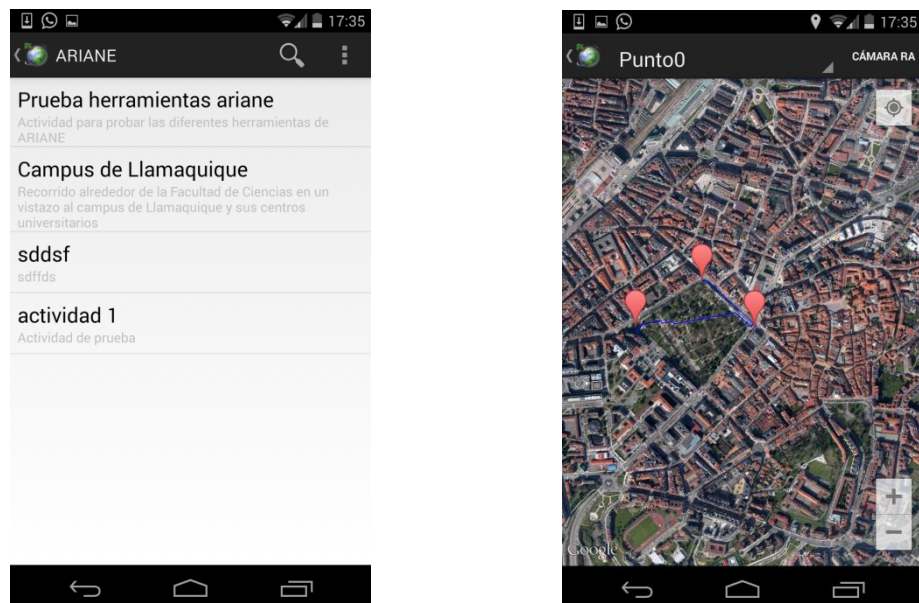 17:35
ARIANE
Prueba herramientas ariane
Actividad para probar las diferentes herramientas de
ARIANE
Campus de Llamaquique
Recorrido alrededor de la Facultad de Ciencias en un
vistazo al campus de Llamaquique y sus centros
universitarios
sddsf
sdffds
actividad 1
Actividad de prueba
17:35
Punto0
CÁMARA RA
+
−
Google